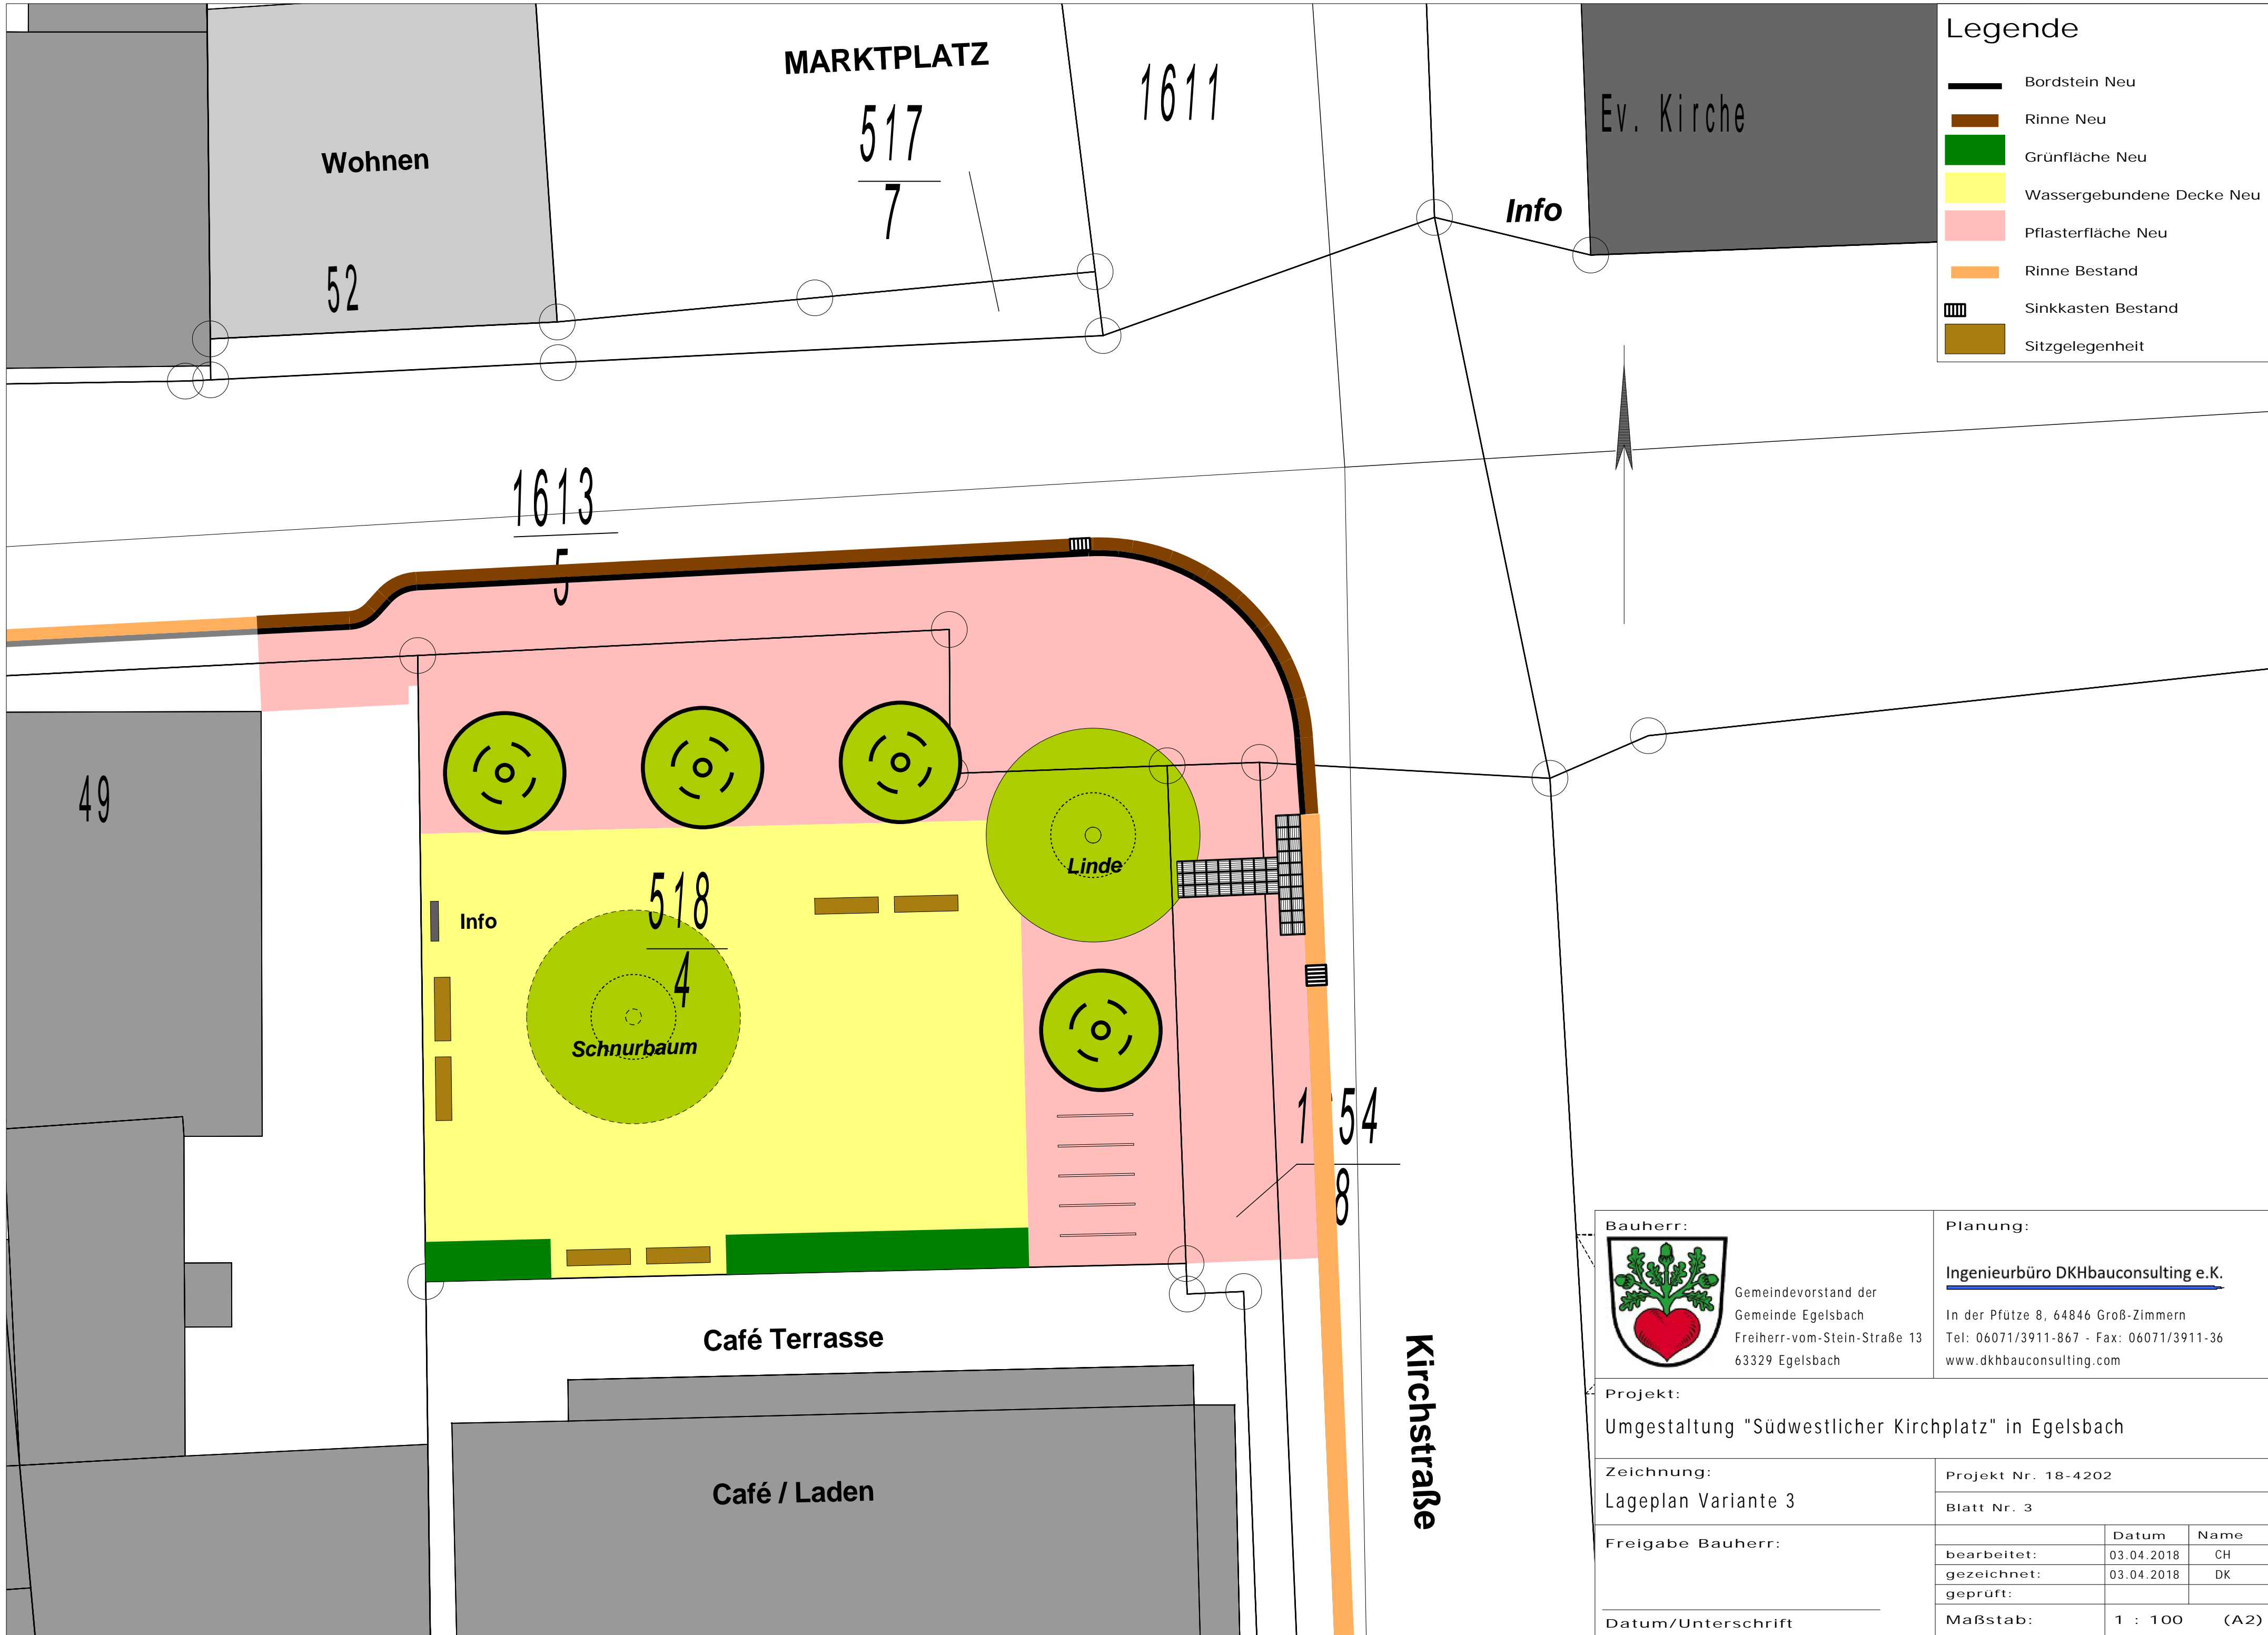 MARKTPLATZ
517
7
1611
Wohnen
52
Ev. Kirche
Info
Legende
Bordstein Neu
Rinne Neu
Grünfläche Neu
Wassergebundene Decke Neu
Pflasterfläche Neu
Rinne Bestand
Sinkkasten Bestand
Sitzgelegenheit
1613
5
49
Linde
518
4
Info
Schnurbaum
54
8
Café Terrasse
Café / Laden
Kirchstraße
Bauherr:
Gemeindevorstand der
Gemeinde Egelsbach
Freiherr-vom-Stein-Straße 13
63329 Egelsbach
Planung:
Ingenieurbüro DKHbauconsulting e.K.
In der Pfütze 8, 64846 Groß-Zimmern
Tel: 06071/3911-867 - Fax: 06071/3911-36
www.dkhbauconsulting.com
Projekt:
Umgestaltung "Südwestlicher Kirchplatz" in Egelsbach
Zeichnung:
Lageplan Variante 3
Projekt Nr. 18-4202
Blatt Nr. 3
Freigabe Bauherr:
Datum/Unterschrift
Datum Name
bearbeitet: 03.04.2018 CH
gezeichnet: 03.04.2018 DK
geprüft:
Maßstab: 1 : 100 (A2)